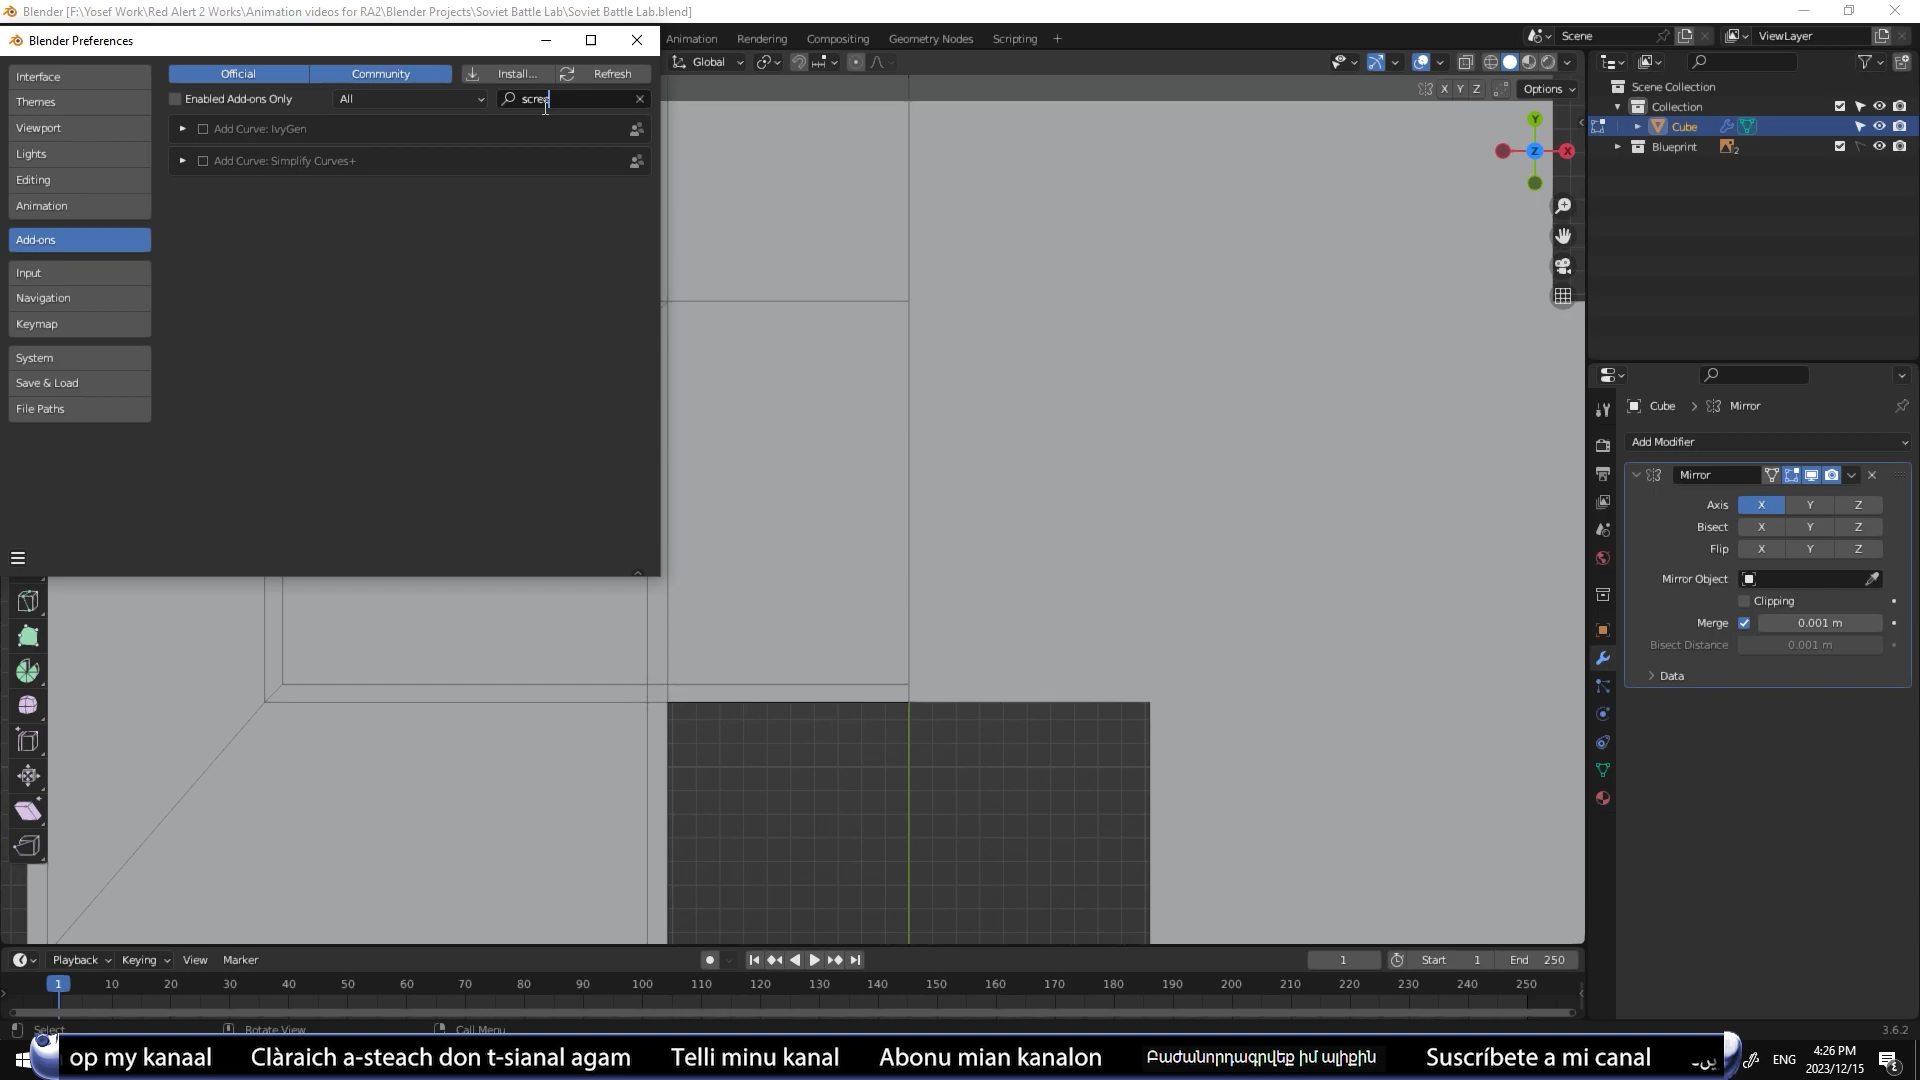 Blender [F:\Yosef Work\Red Alert 2 Works\Animation videos for RA2\Blender Projects\Soviet Battle Lab\Soviet Battle Lab.blend]
Blender Preferences
Animation Rendering Compositing Geometry Nodes Scripting +
Scene
ViewLayer
Interface
Themes
Viewport
Lights
Editing
Animation
Add-ons
Input
Navigation
Keymap
System
Save & Load
File Paths
Official Community Install... Refresh
Enabled Add-ons Only All scree
Add Curve: IvyGen
Add Curve: Simplify Curves+
Global
X Y Z Options
Y
Z X
Scene Collection
Collection
Cube
Blueprint 2
Cube > Mirror
Add Modifier
Mirror
Axis X Y Z
Bisect X Y Z
Flip X Y Z
Mirror Object
Clipping
Merge 0.001 m
Bisect Distance 0.001 m
Data
Playback Keying View Marker
1 Start 1 End 250
1 10 20 30 40 50 60 70 80 90 100 110 120 130 140 150 160 170 180 190 200 210 220 230 240 250
Select Rotate View Call Menu
3.6.2
op my kanaal Clàraich a-steach don t-sianal agam Telli minu kanal Abonu mian kanalon Բաժանորդագրվեք իմ ալիքին Suscríbete a mi canal
ENG
4:26 PM
2023/12/15